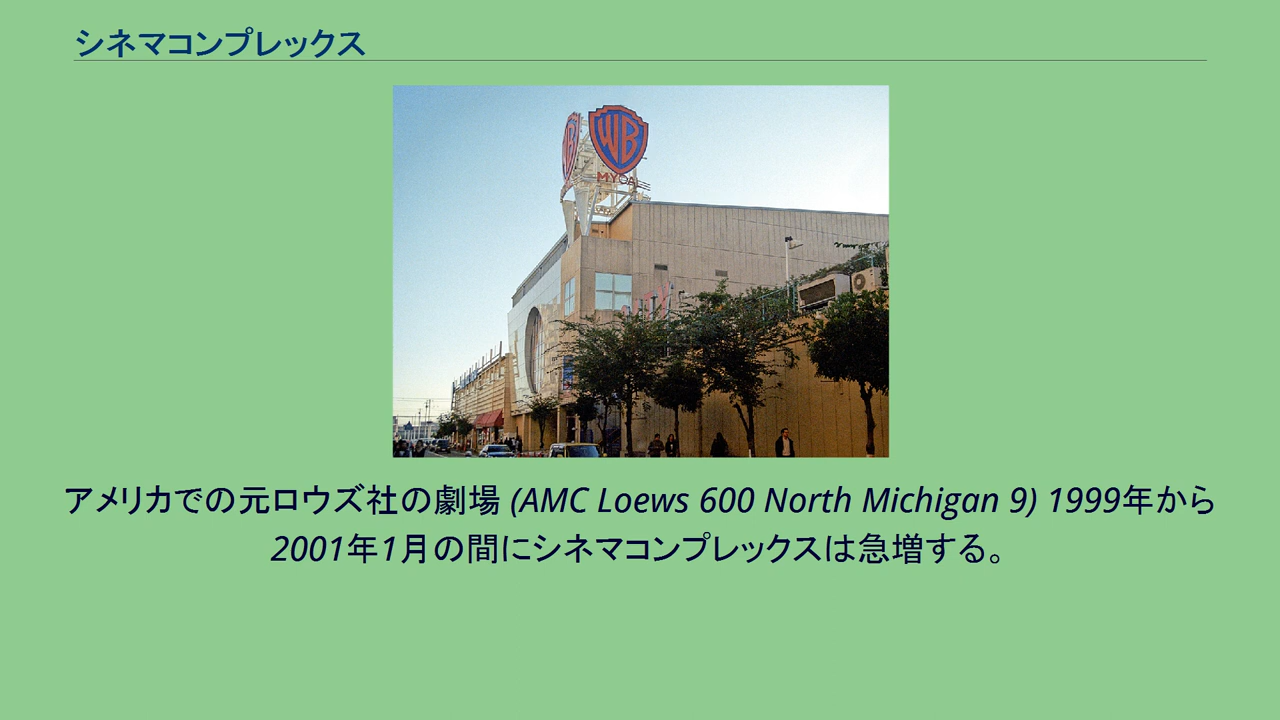 シネマコンプレックス
WB
MYCAL
アメリカでの元ロウズ社の劇場 (AMC Loews 600 North Michigan 9) 1999年から
2001年1月の間にシネマコンプレックスは急増する。